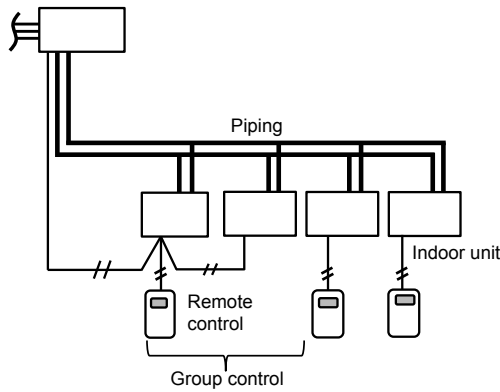 Piping
Indoor unit
Remote
control
Group control